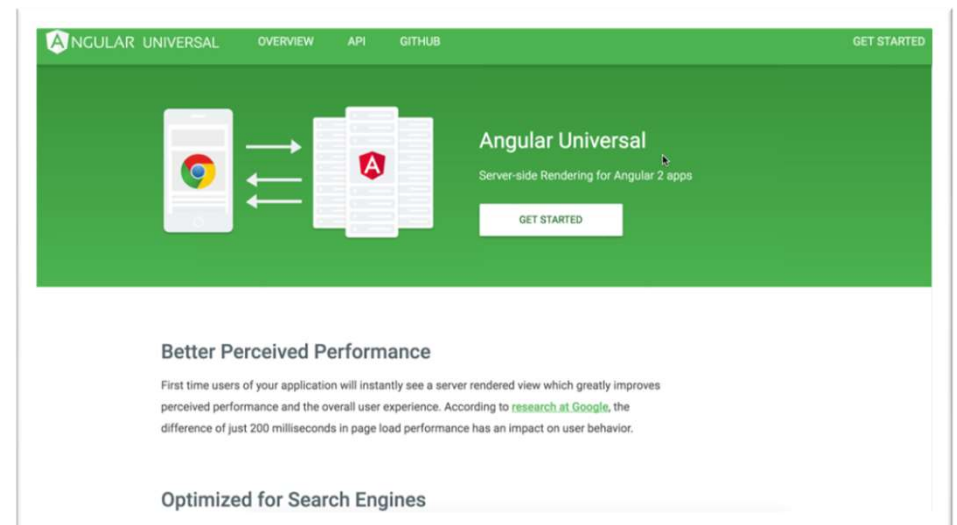 ANGULAR UNIVERSAL OVERVIEW API GITHUB GET STARTED
A
Angular Universal
Server-side Rendering for Angular 2 apps
GET STARTED
Better Perceived Performance
First time users of your application will instantly see a server rendered view which greatly improves
perceived performance and the overall user experience. According to research at Google, the
difference of just 200 milliseconds in page load performance has an impact on user behavior.
Optimized for Search Engines